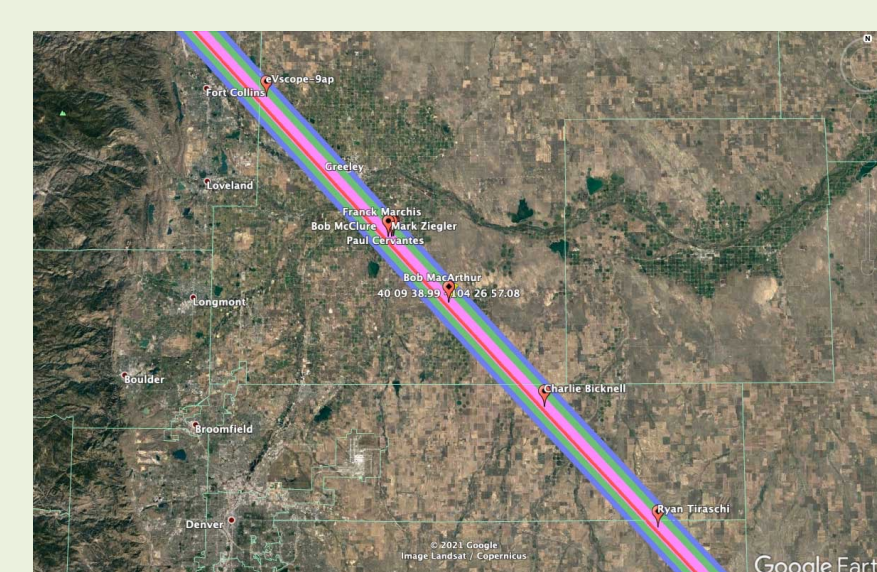 N
eVscope-9ap
Fort Collins
Greeley
Loveland
Franck Marchis
Bob McClure Mark Ziegler
Paul Cervantes
Bob MacArthur
40 09 38.99 104 26 57.08
Longmont
Boulder
Charlie Bicknell
Broomfield
Ryan Tiraschi
Denver
© 2021 Google
Image Landsat / Copernicus
Google Eart